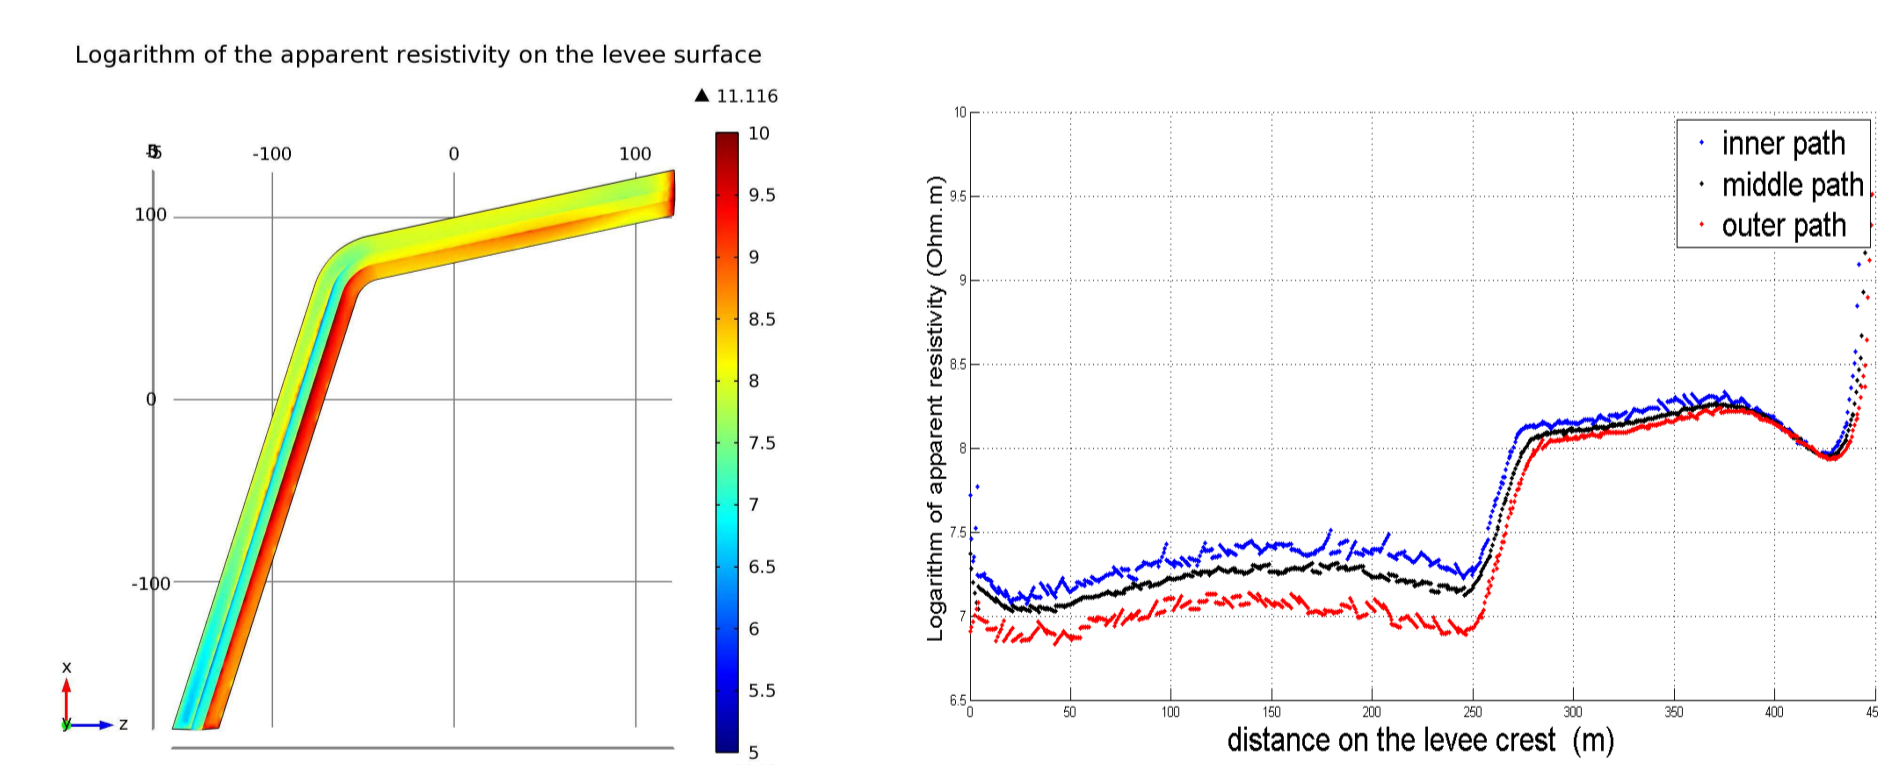 Logarithm of the apparent resistivity on the levee surface
▲ 11.116
-100 0 100
100
0
-100
10
9.5
9
8.5
8
7.5
7
6.5
6
5.5
5
x
y z
10
9.5
9
8.5
8
7.5
7
6.5
Logarithm of apparent resistivity (Ohm.m)
inner path
middle path
outer path
0 50 100 150 200 250 300 350 400 45
distance on the levee crest (m)